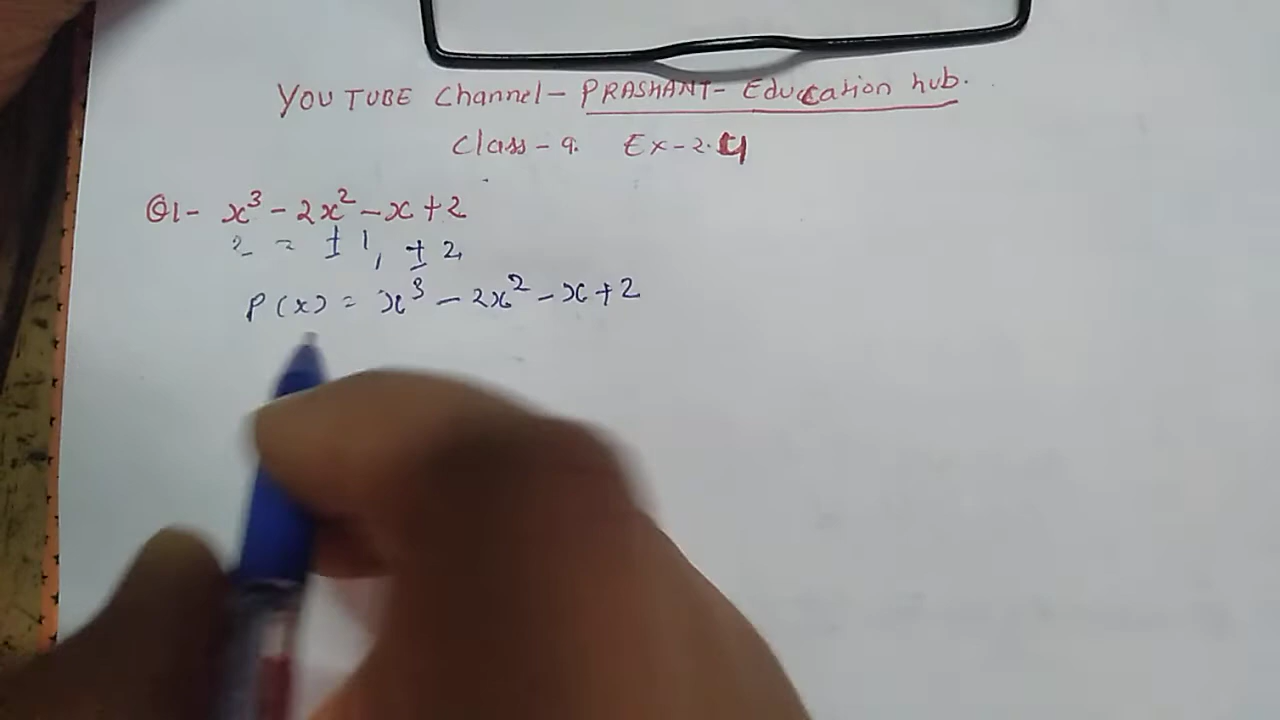 YOU TUBE Channel - PRASHANT- Education hub.
Class - 9. Ex-2.4
Q1- x³ - 2x² - x + 2
2 = ± 1, ± 2
P(x) = x³ - 2x² - x + 2